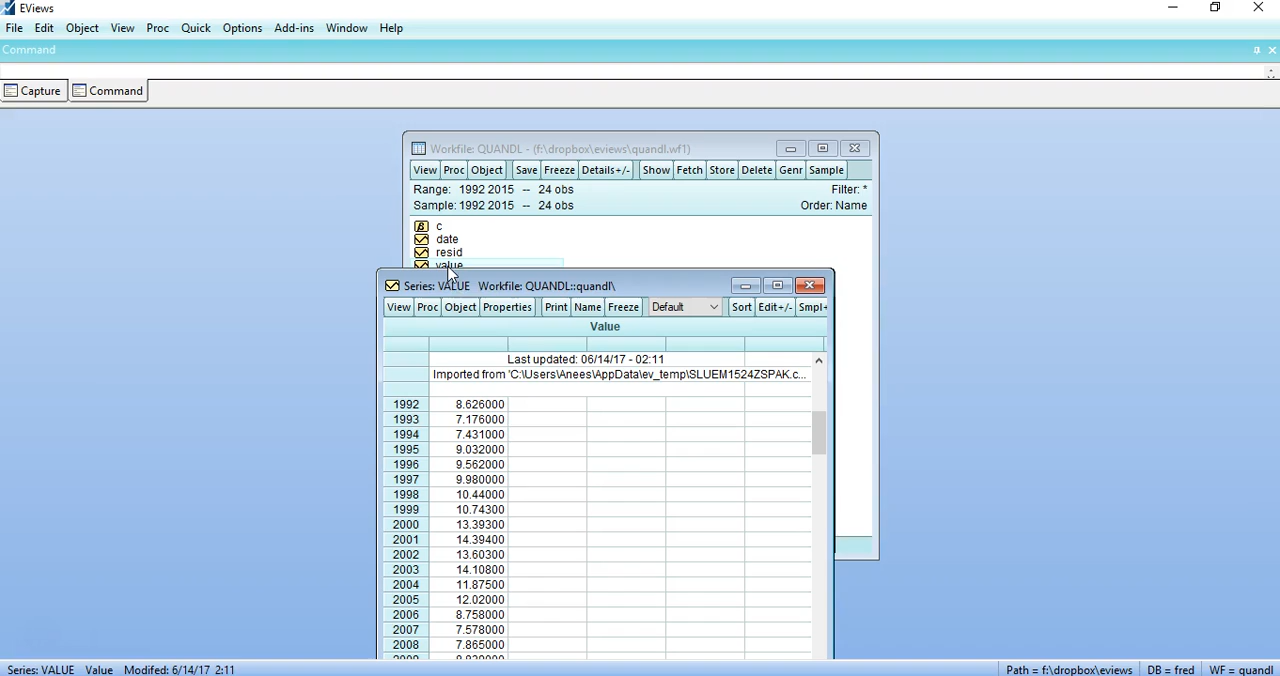 EViews
File Edit Object View Proc Quick Options Add-ins Window Help
Command
Capture Command
Workfile: QUANDL - (f:\dropbox\eviews\quandl.wf1)
View Proc Object Save Freeze Details+/- Show Fetch Store Delete Genr Sample
Range: 1992 2015 -- 24 obs Filter: *
Sample: 1992 2015 -- 24 obs Order: Name
c
date
resid
value
Series: VALUE Workfile: QUANDL::quandl\
View Proc Object Properties Print Name Freeze Default Sort Edit+/- Smpl+
Value
Last updated: 06/14/17 - 02:11
Imported from 'C:\Users\Anees\AppData\ev_temp\SLUEM1524ZSPAK.c...
1992 8.626000
1993 7.176000
1994 7.431000
1995 9.032000
1996 9.562000
1997 9.980000
1998 10.44000
1999 10.74300
2000 13.39300
2001 14.39400
2002 13.60300
2003 14.10800
2004 11.87500
2005 12.02000
2006 8.758000
2007 7.578000
2008 7.865000
Series: VALUE Value Modifed: 6/14/17 2:11 Path = f:\dropbox\eviews DB = fred WF = quandl